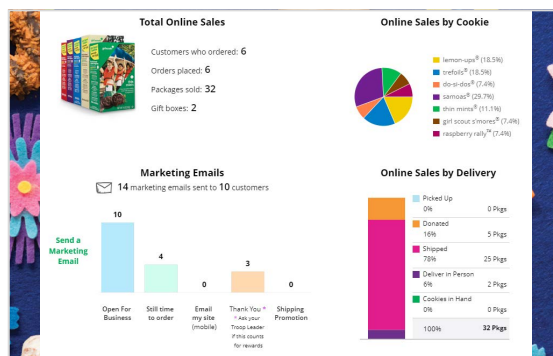 Total Online Sales
Customers who ordered: 6
Orders placed: 6
Packages sold: 32
Gift boxes: 2
Online Sales by Cookie
lemon-ups® (18.5%)
trefoils® (18.5%)
do-si-dos® (7.4%)
samoas® (29.7%)
thin mints® (11.1%)
girl scout s'mores® (7.4%)
raspberry rally™ (7.4%)
Marketing Emails
14 marketing emails sent to 10 customers
Send a
Marketing
Email
10
4
0
3
0
Open For
Business
Still time
to order
Email
my site
(mobile)
Thank You *
* Ask your
Troop Leader
if this counts
for rewards
Shipping
Promotion
Online Sales by Delivery
Picked Up
0% 0 Pkgs
Donated
16% 5 Pkgs
Shipped
78% 25 Pkgs
Deliver in Person
6% 2 Pkgs
Cookies in Hand
0% 0 Pkgs
100% 32 Pkgs